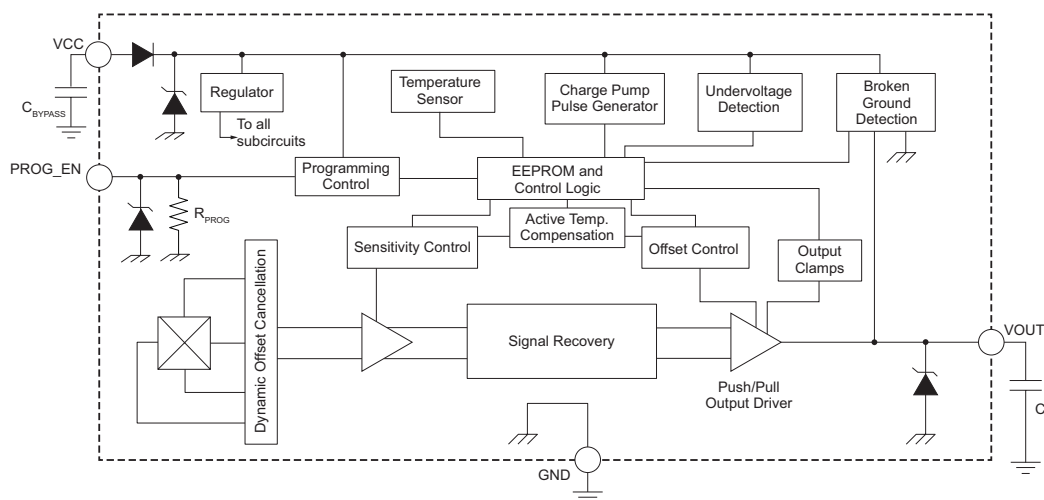 VCC
C BYPASS
Regulator
To all
subcircuits
Temperature
Sensor
Charge Pump
Pulse Generator
Undervoltage
Detection
Broken
Ground
Detection
PROG_EN
R PROG
Programming
Control
EEPROM and
Control Logic
Active Temp.
Compensation
Sensitivity Control
Offset Control
Output
Clamps
Dynamic Offset Cancellation
Signal Recovery
Push/Pull
Output Driver
VOUT
C
GND